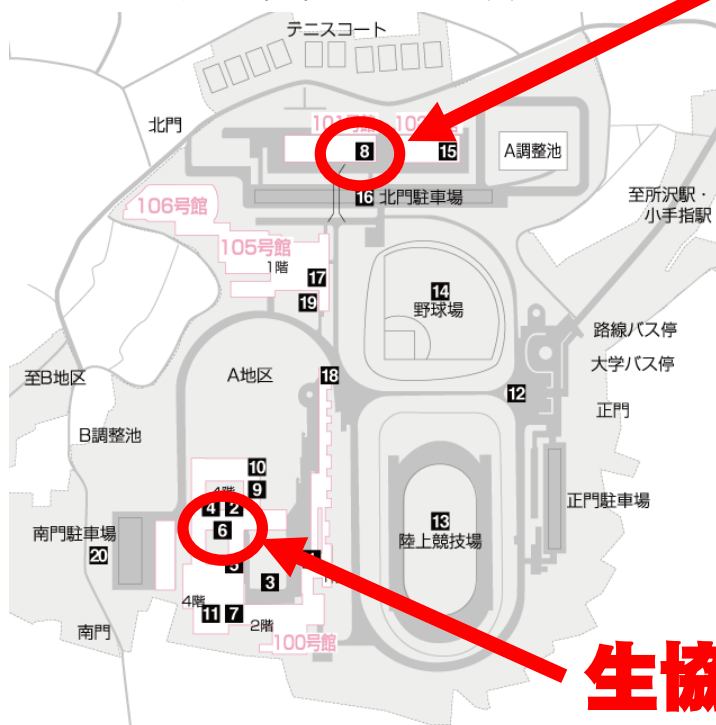 テニスコート
北門
101号館
8
15
A調整池
16 北門駐車場
至所沢駅・
小手指駅
106号館
105号館
1階
17
19
14
野球場
路線バス停
大学バス停
正門
12
至B地区
A地区
18
B調整池
10
9
4階
4 2
6
南門駐車場
20
5
3
13
陸上競技場
正門駐車場
4階
11 7
2階
南門
100号館
生協